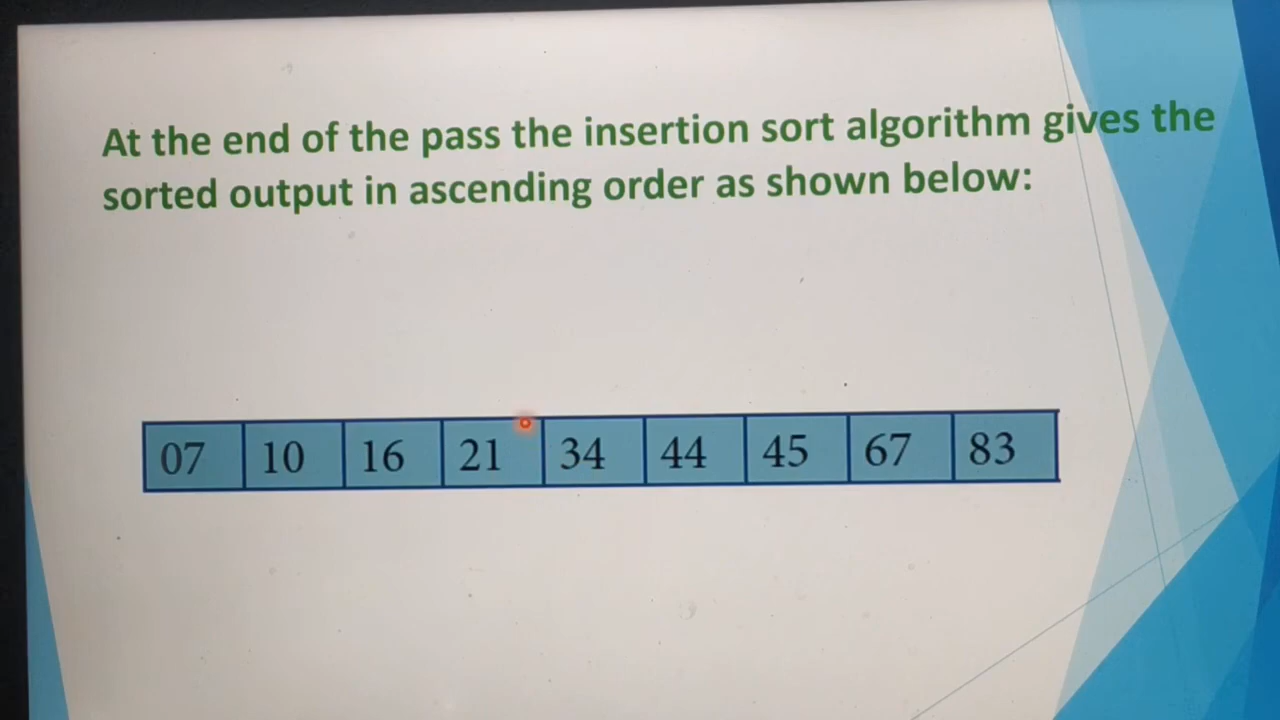 At the end of the pass the insertion sort algorithm gives the
sorted output in ascending order as shown below:
07 10 16 21 34 44 45 67 83